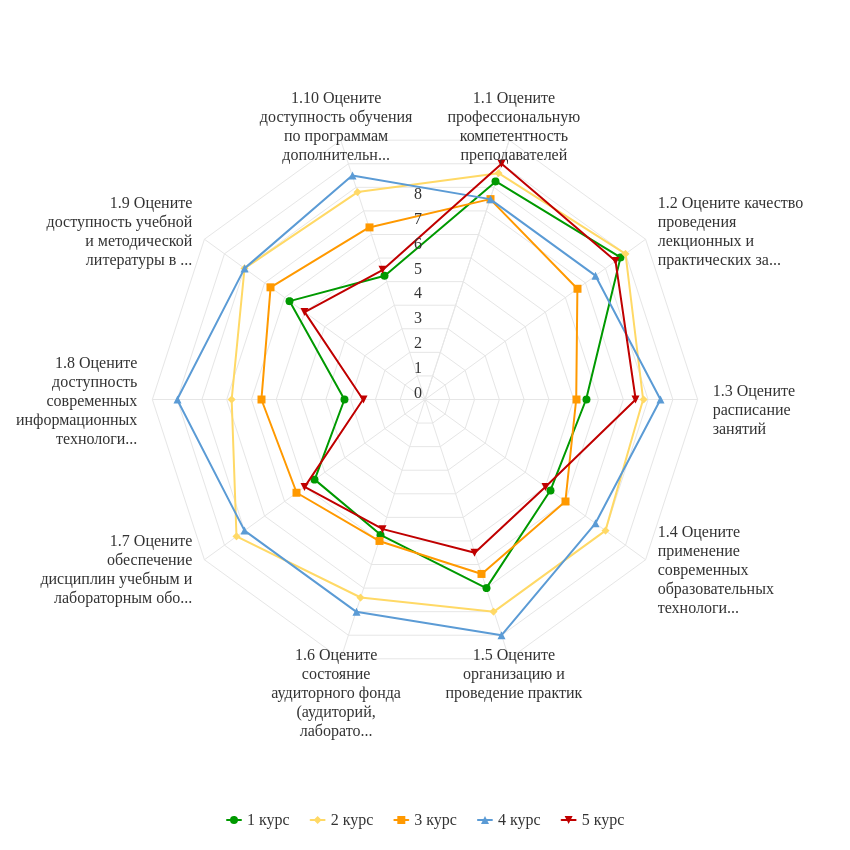 1.10 Оцените
доступность обучения
по программам
дополнительн...
1.1 Оцените
профессиональную
компетентность
преподавателей
1.9 Оцените
доступность учебной
и методической
литературы в ...
1.2 Оцените качество
проведения
лекционных и
практических за...
8
7
6
5
4
3
2
1
0
1.8 Оцените
доступность
современных
информационных
технологи...
1.3 Оцените
расписание
занятий
1.7 Оцените
обеспечение
дисциплин учебным и
лабораторным обо...
1.4 Оцените
применение
современных
образовательных
технологи...
1.6 Оцените
состояние
аудиторного фонда
(аудиторий,
лаборато...
1.5 Оцените
организацию и
проведение практик
1 курс 2 курс 3 курс 4 курс 5 курс